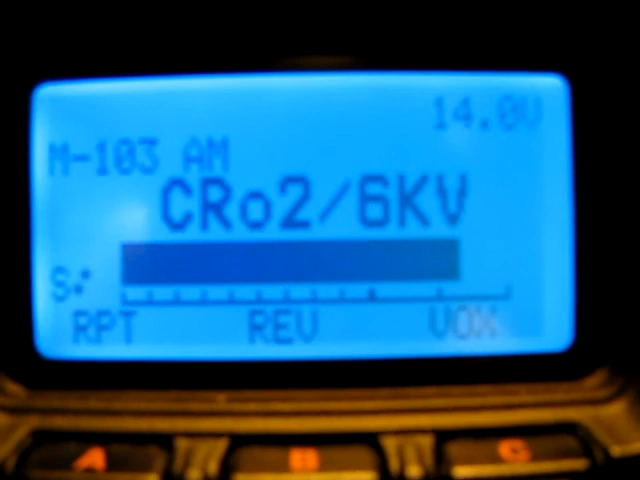 14.0V
M-103 AM
CRo2/6KV
S:
RPT REV VOX
A B C